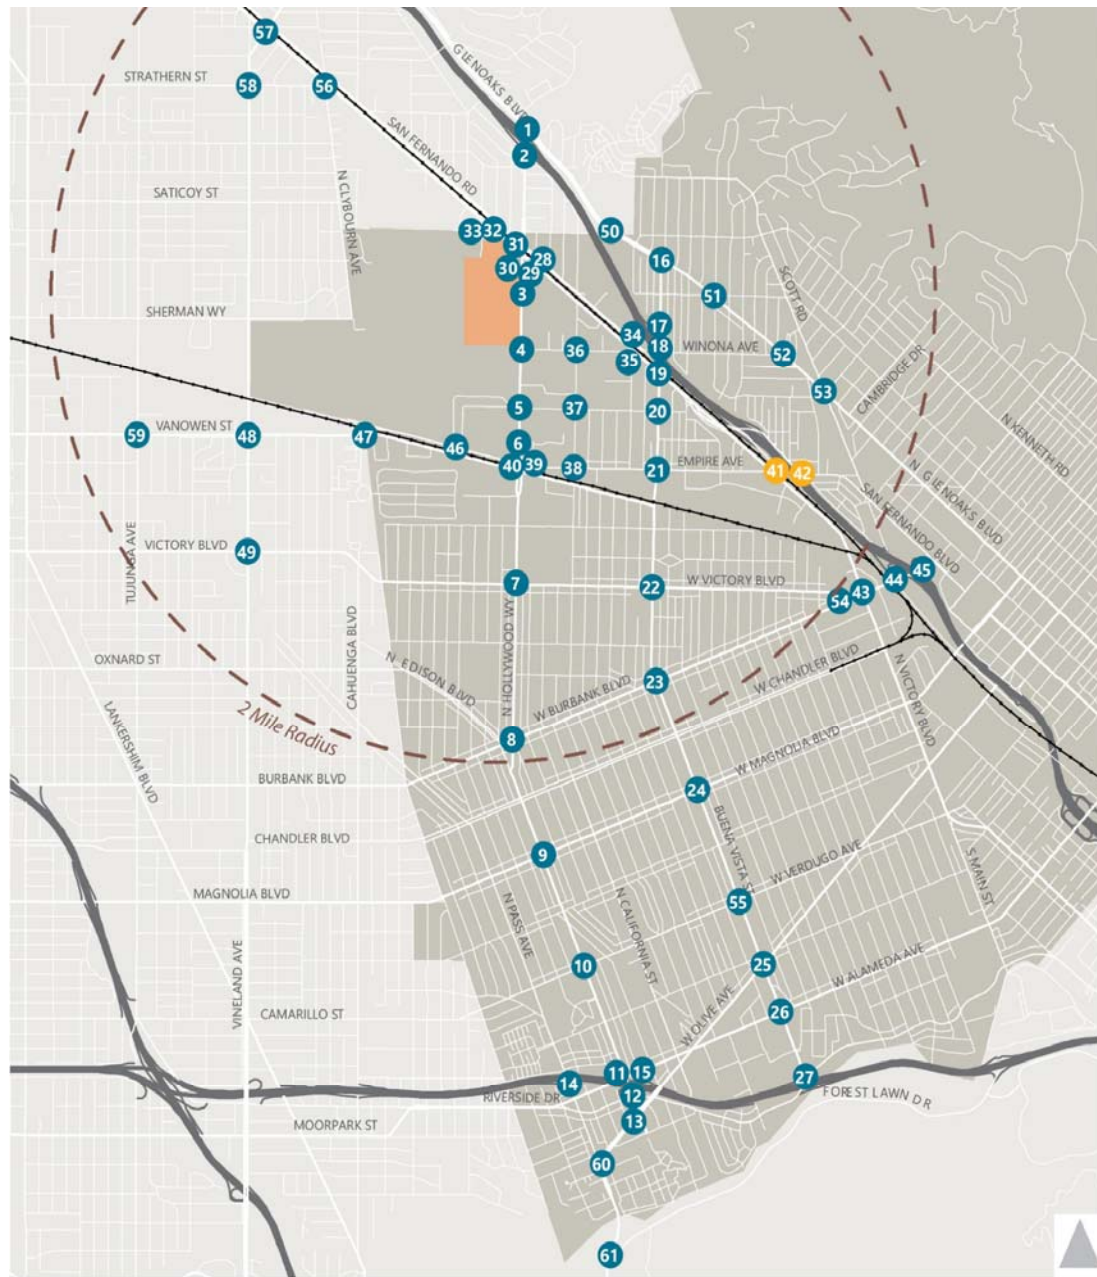 57
GLENOAKS BLVD
STRATHERN ST
58
56
1
SAN FERNANDO RD
2
N CLYBOURN AVE
SATICOY ST
33
32
31
50
28
16
30
29
SCOTT RD
3
51
SHERMAN WY
17
34
4
36
18
WINONA AVE
52
35
19
CAMBRIDGE DR
53
5
37
20
N KENNETH RD
59
VANOWEN ST
48
47
6
46
40
39
38
21
EMPIRE AVE
41
42
N GLENOAKS BLVD
SAN FERNANDO BLVD
TUJUNGA AVE
VICTORY BLVD
49
7
22
W VICTORY BLVD
54
43
44
45
CAHUENGA BLVD
N HOLLYWOOD WY
OXNARD ST
N EDISON BLVD
W BURBANK BLVD
23
W CHANDLER BLVD
N VICTORY BLVD
2 Mile Radius
LANKERSHIM BLVD
8
W MAGNOLIA BLVD
BURBANK BLVD
24
CHANDLER BLVD
9
BUENA VISTA ST
W VERDUGO AVE
S MAIN ST
MAGNOLIA BLVD
N PASS AVE
N CALIFORNIA ST
55
VINELAND AVE
10
25
W ALAMEDA AVE
CAMARILLO ST
W OLIVE AVE
26
14
11
15
27
RIVERSIDE DR
12
FOREST LAWN DR
MOORPARK ST
13
60
61